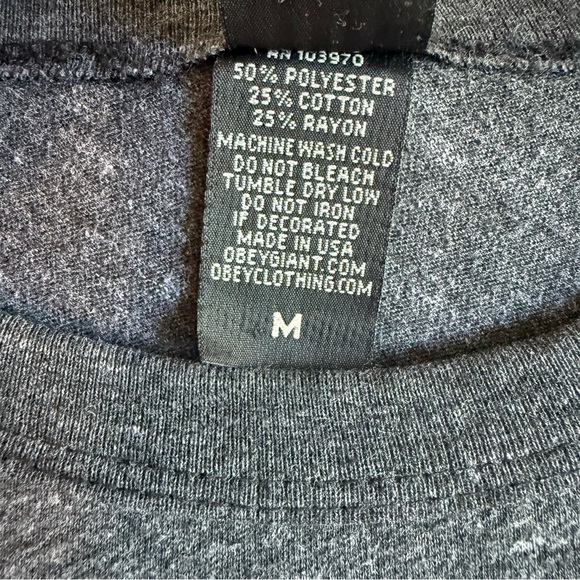 RN 103970
50% POLYESTER
25% COTTON
25% RAYON
MACHINE WASH COLD
DO NOT BLEACH
TUMBLE DRY LOW
DO NOT IRON
IF DECORATED
MADE IN USA
OBEYGIANT.COM
OBEYCLOTHING.COM
M